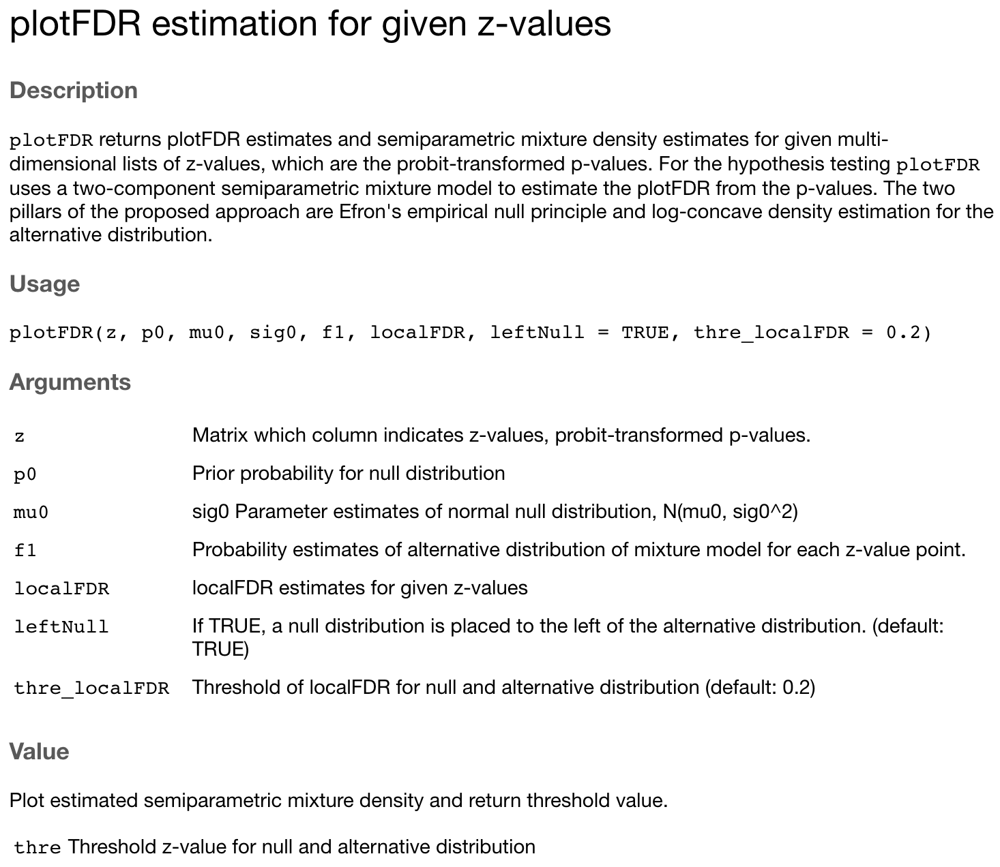 plotFDR estimation for given z-values
Description
plotFDR returns plotFDR estimates and semiparametric mixture density estimates for given multi-
dimensional lists of z-values, which are the probit-transformed p-values. For the hypothesis testing plotFDR
uses a two-component semiparametric mixture model to estimate the plotFDR from the p-values. The two
pillars of the proposed approach are Efron's empirical null principle and log-concave density estimation for the
alternative distribution.
Usage
plotFDR(z, p0, mu0, sig0, f1, localFDR, leftNull = TRUE, thre_localFDR = 0.2)
Arguments
z Matrix which column indicates z-values, probit-transformed p-values.
p0 Prior probability for null distribution
mu0 sig0 Parameter estimates of normal null distribution, N(mu0, sig0^2)
f1 Probability estimates of alternative distribution of mixture model for each z-value point.
localFDR localFDR estimates for given z-values
leftNull If TRUE, a null distribution is placed to the left of the alternative distribution. (default:
TRUE)
thre_localFDR Threshold of localFDR for null and alternative distribution (default: 0.2)
Value
Plot estimated semiparametric mixture density and return threshold value.
thre Threshold z-value for null and alternative distribution